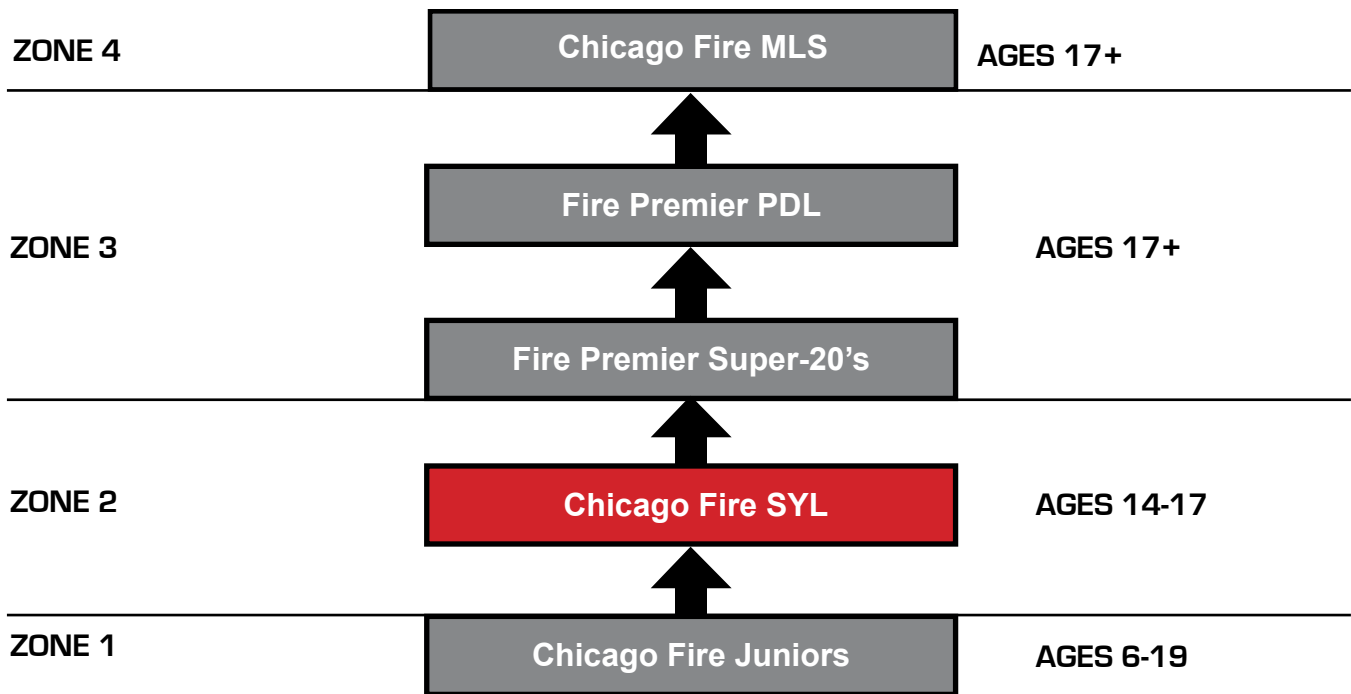 ZONE 4
Chicago Fire MLS
AGES 17+
Fire Premier PDL
ZONE 3
AGES 17+
Fire Premier Super-20’s
ZONE 2
Chicago Fire SYL
AGES 14-17
ZONE 1
Chicago Fire Juniors
AGES 6-19